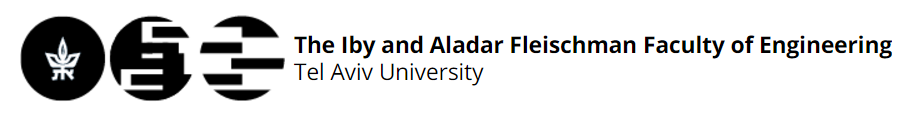 The Iby and Aladar Fleischman Faculty of Engineering
Tel Aviv University